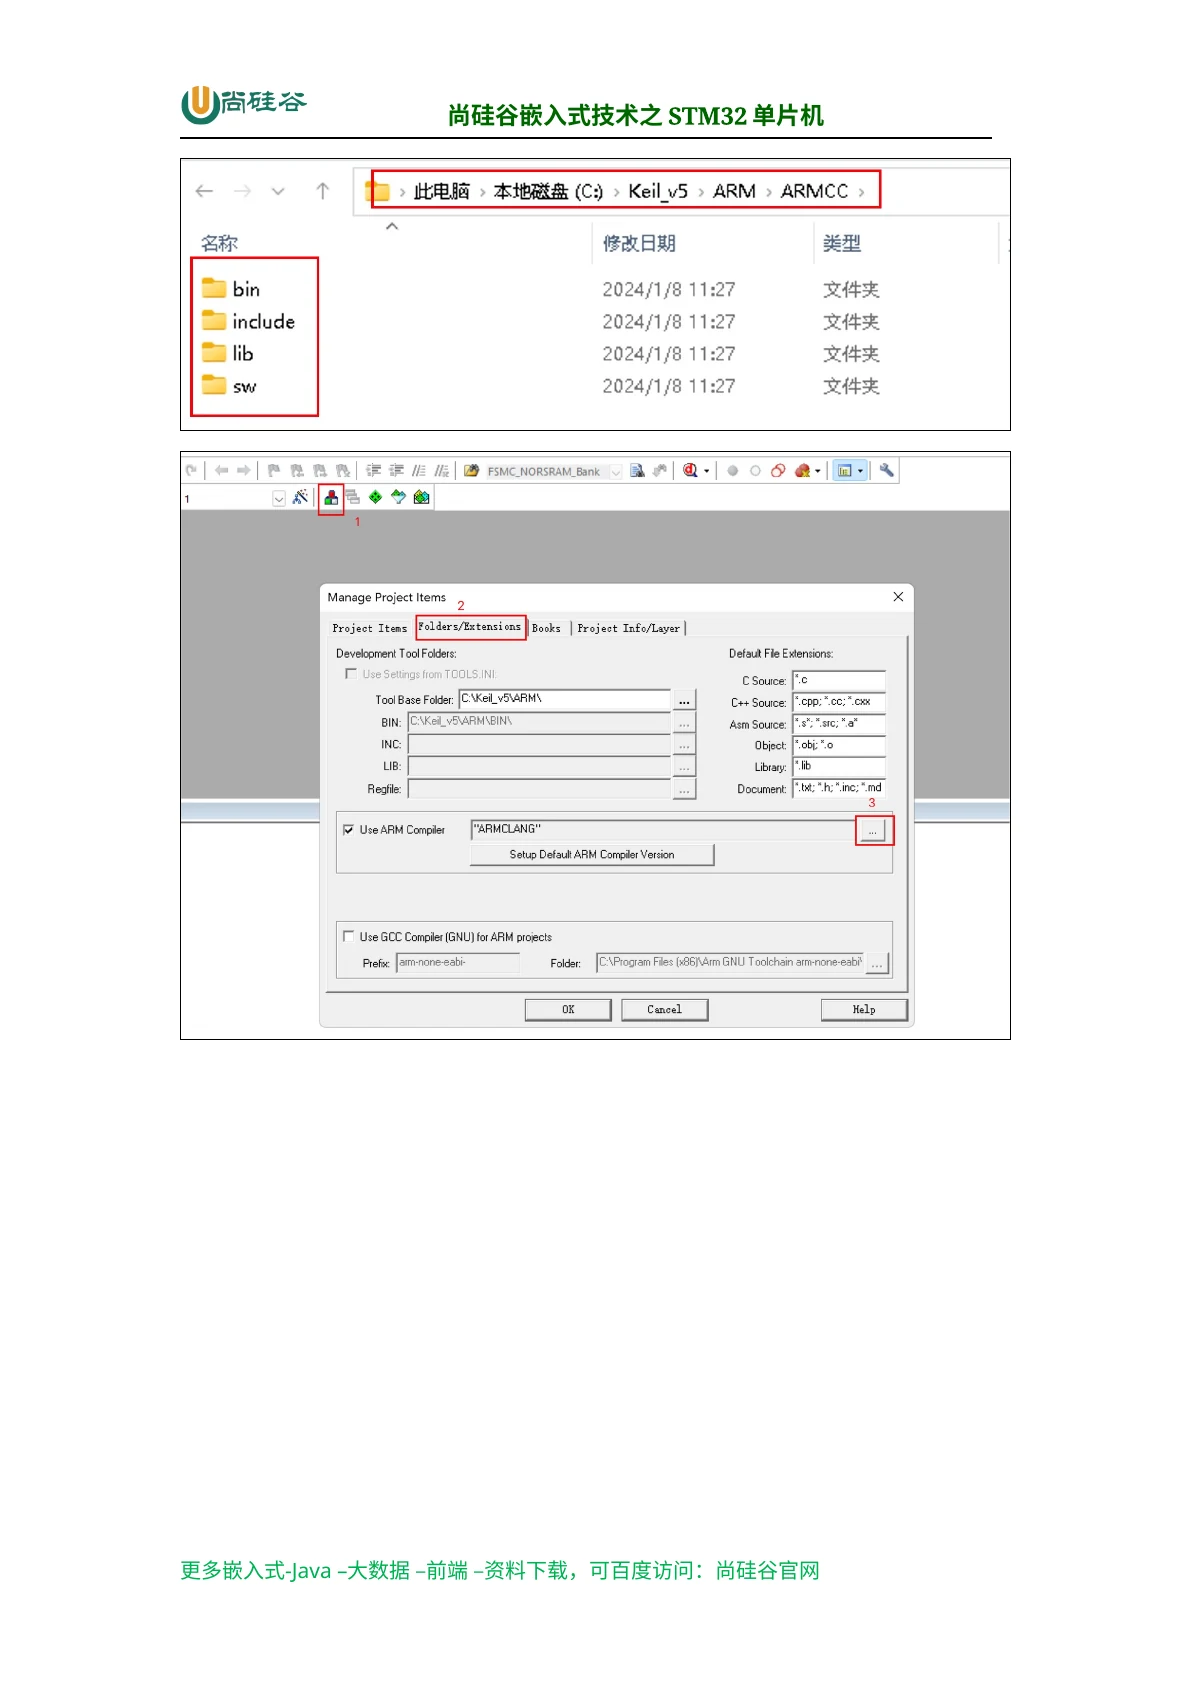 尚硅谷
尚硅谷嵌入式技术之 STM32 单片机
› 此电脑 › 本地磁盘 (C:) › Keil_v5 › ARM › ARMCC ›
名称 修改日期 类型
bin 2024/1/8 11:27 文件夹
include 2024/1/8 11:27 文件夹
lib 2024/1/8 11:27 文件夹
sw 2024/1/8 11:27 文件夹
FSMC_NORSRAM_Bank
1
1
Manage Project Items
2
Project Items Folders/Extensions Books Project Info/Layer
Development Tool Folders: Default File Extensions:
Use Settings from TOOLS.INI: C Source: *.c
Tool Base Folder: C:\Keil_v5\ARM\ ... C++ Source: *.cpp; *.cc; *.cxx
BIN: C:\Keil_v5\ARM\BIN\ ... Asm Source: *.s*; *.src; *.a*
INC: ... Object: *.obj; *.o
LIB: ... Library: *.lib
Regfile: ... Document: *.txt; *.h; *.inc; *.md
3
Use ARM Compiler "ARMCLANG" ...
Setup Default ARM Compiler Version
Use GCC Compiler (GNU) for ARM projects
Prefix: arm-none-eabi- Folder: C:\Program Files (x86)\Arm GNU Toolchain arm-none-eabi\ ...
OK Cancel Help
更多嵌入式-Java –大数据 –前端 –资料下载，可百度访问：尚硅谷官网